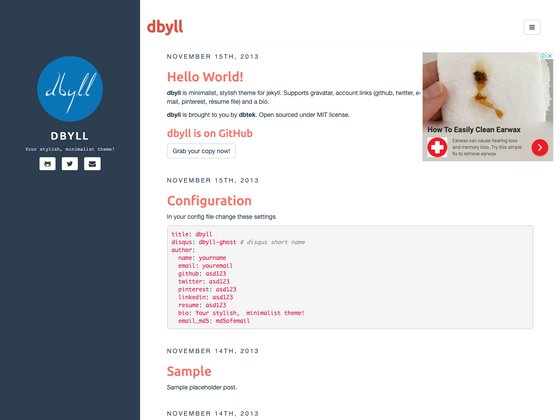 dbyll
dbyll
DBYLL
Your stylish, minimalist theme!
NOVEMBER 15TH, 2013
Hello World!
dbyll is minimalist, stylish theme for jekyll. Supports gravatar, account links (github, twitter, e-
mail, pinterest, résume file) and a bio.
dbyll is brought to you by dbtek. Open sourced under MIT license.
dbyll is on GitHub
Grab your copy now!
How To Easily Clean Earwax
Earwax can cause hearing loss
and memory loss. Try this simple
fix to remove earwax.
NOVEMBER 15TH, 2013
Configuration
In your config file change these settings
title: dbyll
disqus: dbyll-ghost # disqus short name
author:
name: yourname
email: youremail
github: asd123
twitter: asd123
pinterest: asd123
linkedin: asd123
resume: asd123
bio: Your stylish, minimalist theme!
email_md5: md5ofemail
NOVEMBER 14TH, 2013
Sample
Sample placeholder post.
NOVEMBER 14TH, 2013